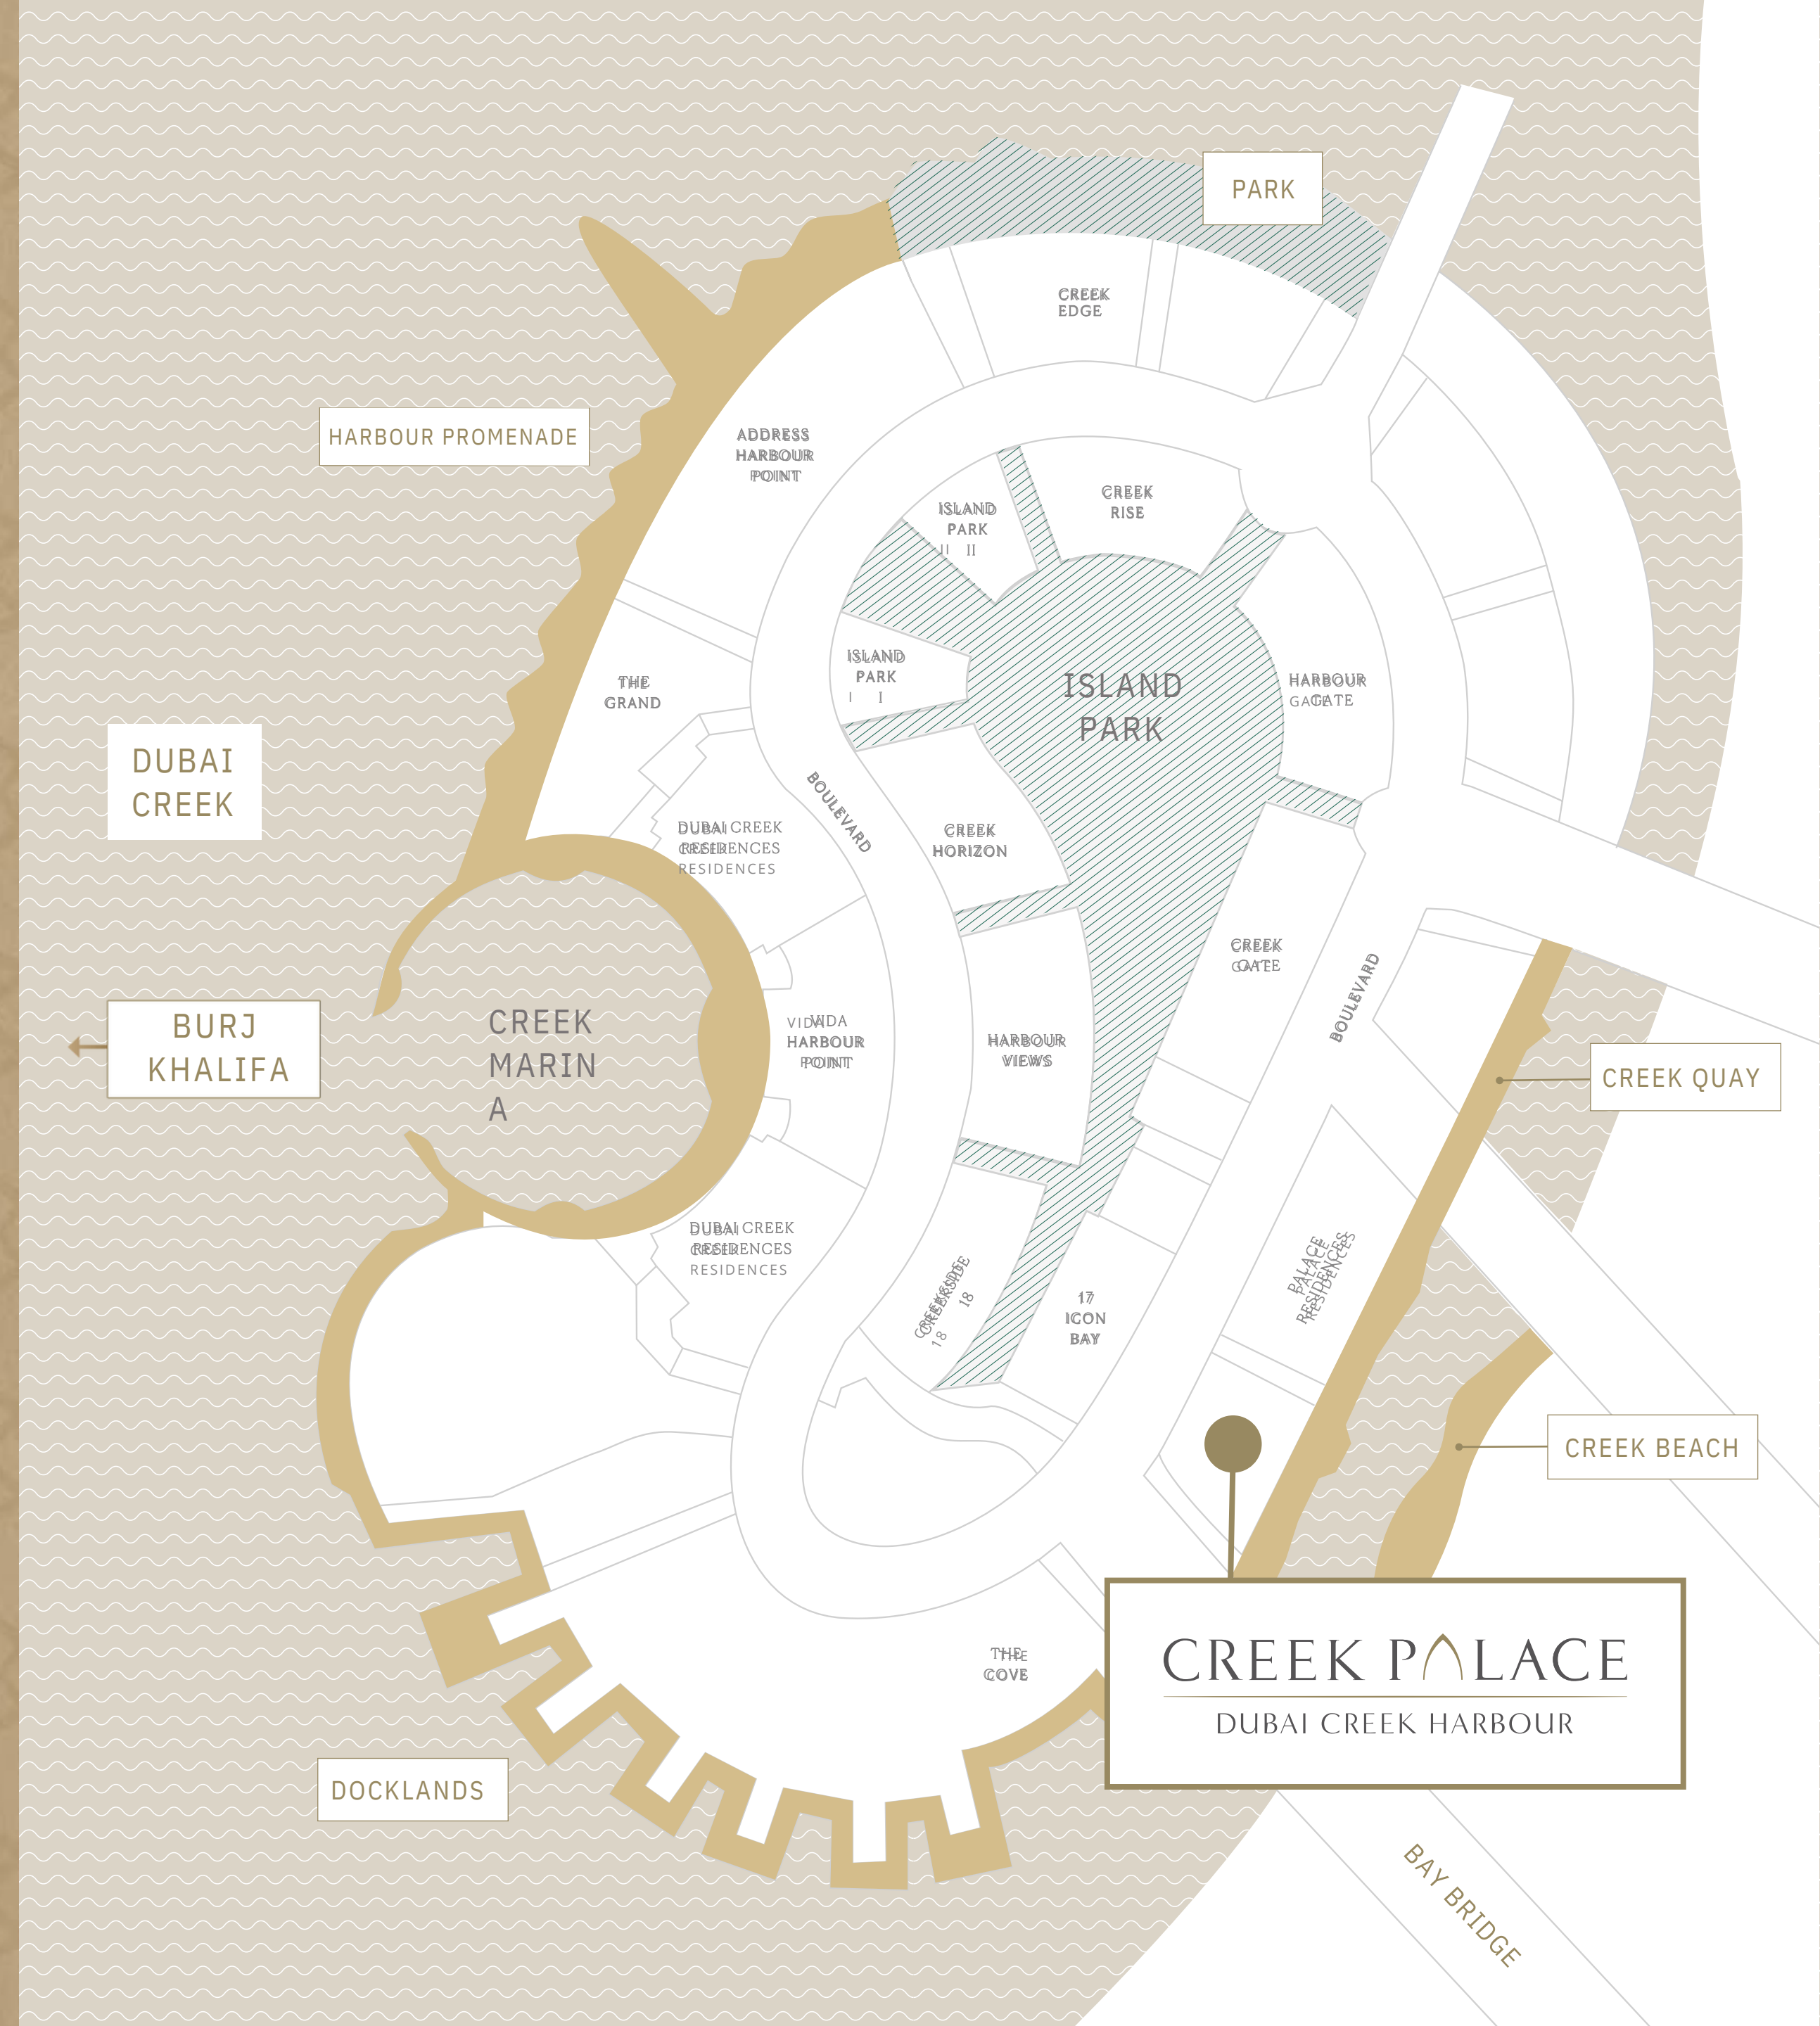 PARK
CREEK
EDGE
HARBOUR PROMENADE
ADDRESS
HARBOUR
POINT
ISLAND
PARK
II
CREEK
RISE
ISLAND
PARK
I
THE
GRAND
ISLAND
PARK
HARBOUR
GATE
DUBAI
CREEK
BOULEVARD
DUBAI CREEK
RESIDENCES
CREEK
HORIZON
CREEK
GATE
BOULEVARD
BURJ
KHALIFA
CREEK
MARIN
A
VIDA
HARBOUR
POINT
HARBOUR
VIEWS
CREEK QUAY
DUBAI CREEK
RESIDENCES
PALACE
RESIDENCES
CREEKSIDE
18
17
ICON
BAY
CREEK BEACH
THE
COVE
CREEK PALACE
DUBAI CREEK HARBOUR
DOCKLANDS
BAY BRIDGE